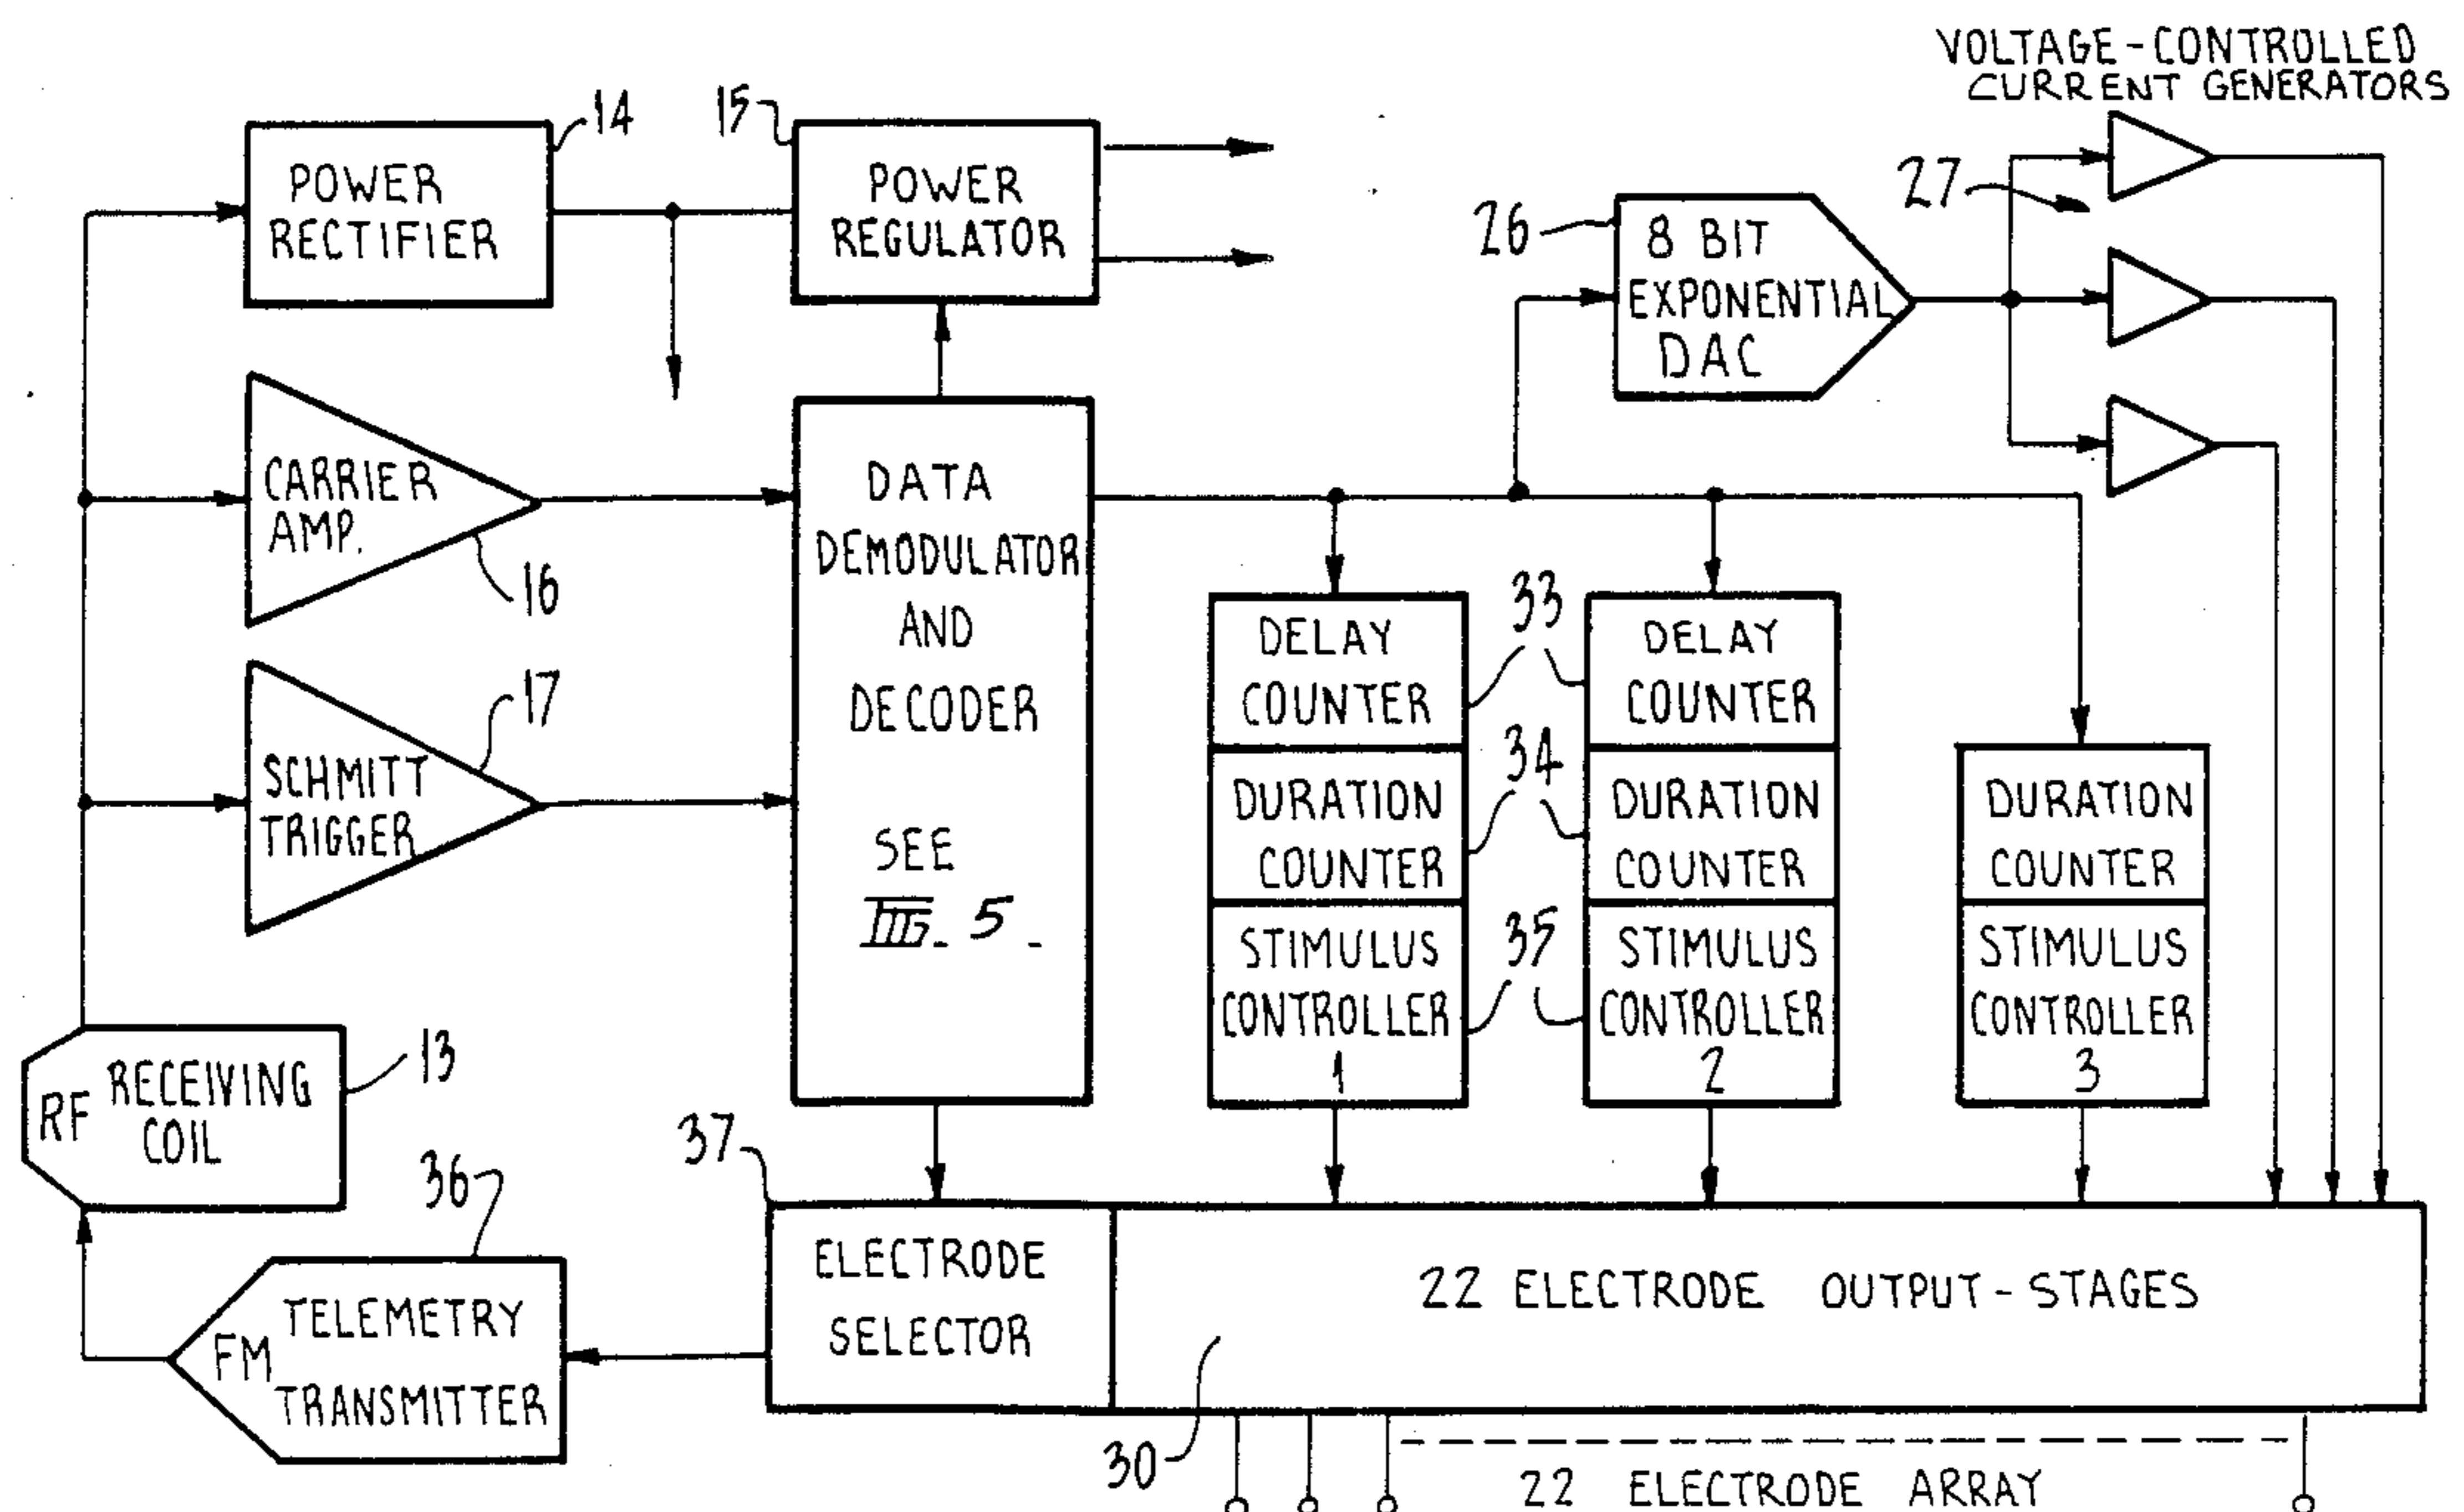 VOLTAGE-CONTROLLED
CURRENT GENERATORS
14
15
27
POWER
RECTIFIER
POWER
REGULATOR
26
8 BIT
EXPONENTIAL
DAC
CARRIER
AMP.
16
DATA
DEMODULATOR
AND
DECODER
SEE
FIG. 5.
17
SCHMITT
TRIGGER
33
34
35
DELAY
COUNTER
DURATION
COUNTER
STIMULUS
CONTROLLER
1
DELAY
COUNTER
DURATION
COUNTER
STIMULUS
CONTROLLER
2
DURATION
COUNTER
STIMULUS
CONTROLLER
3
RF RECEIVING
COIL
13
37
36
ELECTRODE
SELECTOR
22 ELECTRODE OUTPUT-STAGES
FM TELEMETRY
TRANSMITTER
30
22 ELECTRODE ARRAY